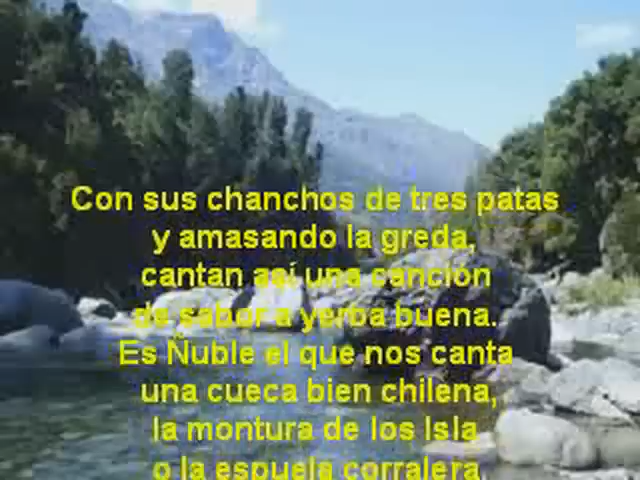 Con sus chanchos de tres patas
y amasando la greda,
cantan así una canción
de sabor a yerba buena.
Es Ñuble el que nos canta
una cueca bien chilena,
la montura de los Isla
o la espuela corralera,